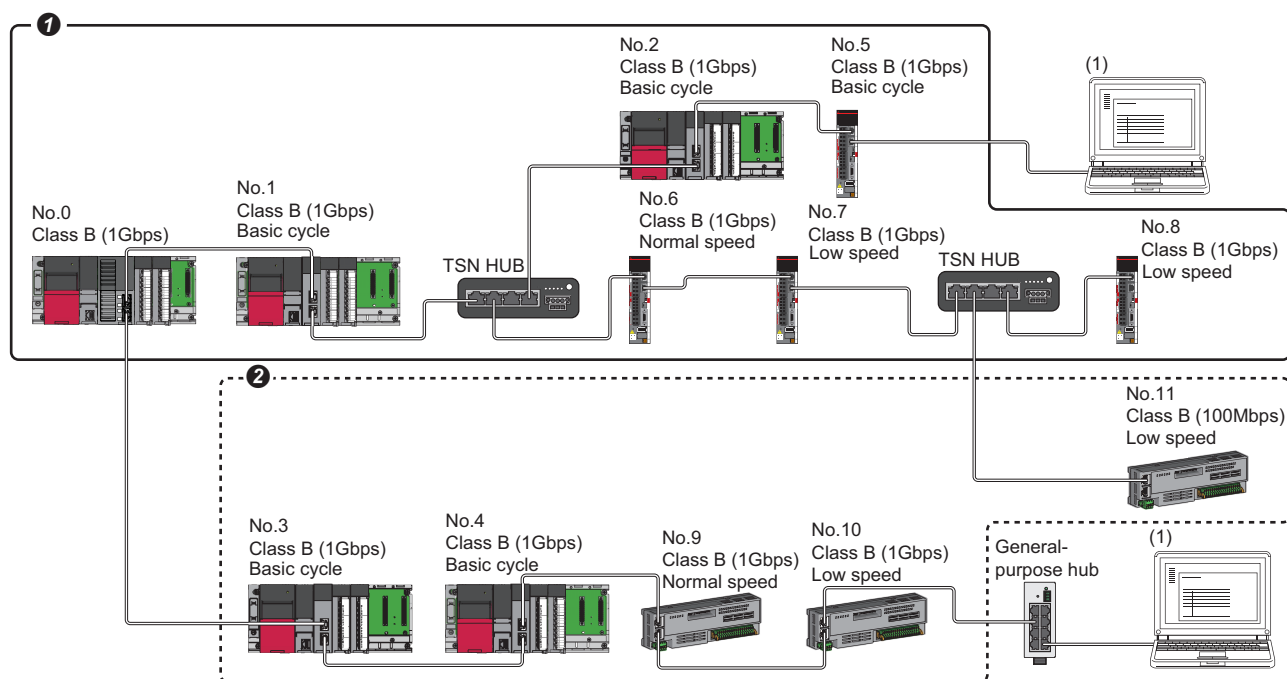 1
No.2
Class B (1Gbps)
Basic cycle
No.5
Class B (1Gbps)
Basic cycle
(1)
No.0
Class B (1Gbps)
No.1
Class B (1Gbps)
Basic cycle
TSN HUB
No.6
Class B (1Gbps)
Normal speed
No.7
Class B (1Gbps)
Low speed
TSN HUB
No.8
Class B (1Gbps)
Low speed
2
No.11
Class B (100Mbps)
Low speed
No.3
Class B (1Gbps)
Basic cycle
No.4
Class B (1Gbps)
Basic cycle
No.9
Class B (1Gbps)
Normal speed
No.10
Class B (1Gbps)
Low speed
General-
purpose hub
(1)